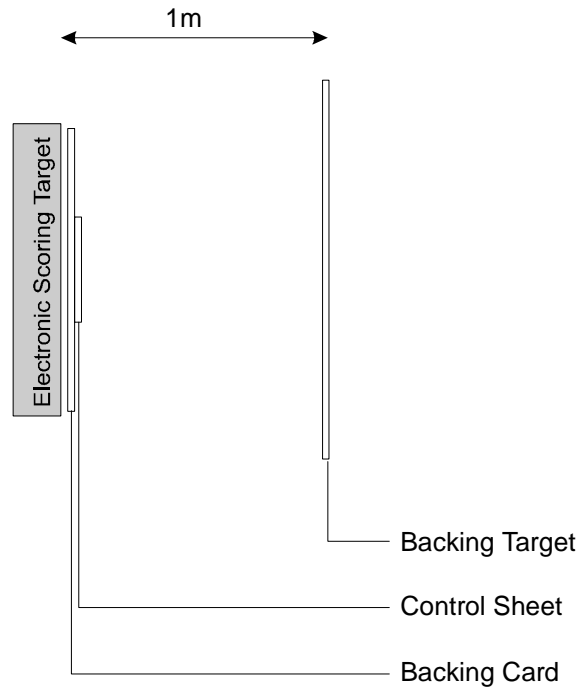 1m
Electronic Scoring Target
Backing Target
Control Sheet
Backing Card